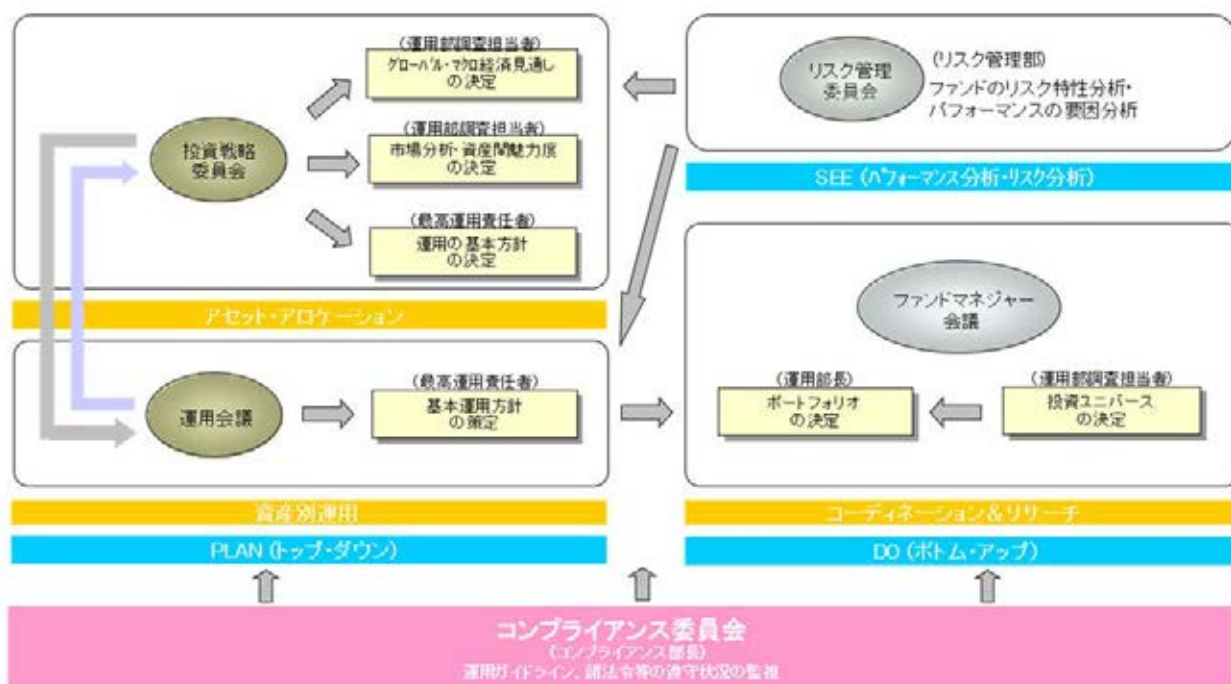 (運用部調査担当者)
グローバル・マクロ経済見通し
の決定
投資戦略
委員会
(運用部調査担当者)
市場分析・資産間魅力度
の決定
(最高運用責任者)
運用の基本方針
の決定
アセット・アロケーション
リスク管理
委員会
(リスク管理部)
ファンドのリスク特性分析・
パフォーマンスの要因分析
SEE (パフォーマンス分析・リスク分析)
運用会議
(最高運用責任者)
基本運用方針
の策定
資産別運用
PLAN (トップ・ダウン)
ファンドマネジャー
会議
(運用部長)
ポートフォリオ
の決定
(運用部調査担当者)
投資ユニバース
の決定
コーディネーション＆リサーチ
DO (ボトム・アップ)
コンプライアンス委員会
(コンプライアンス部長)
運用ガイドライン、諸法令等の遵守状況の監視